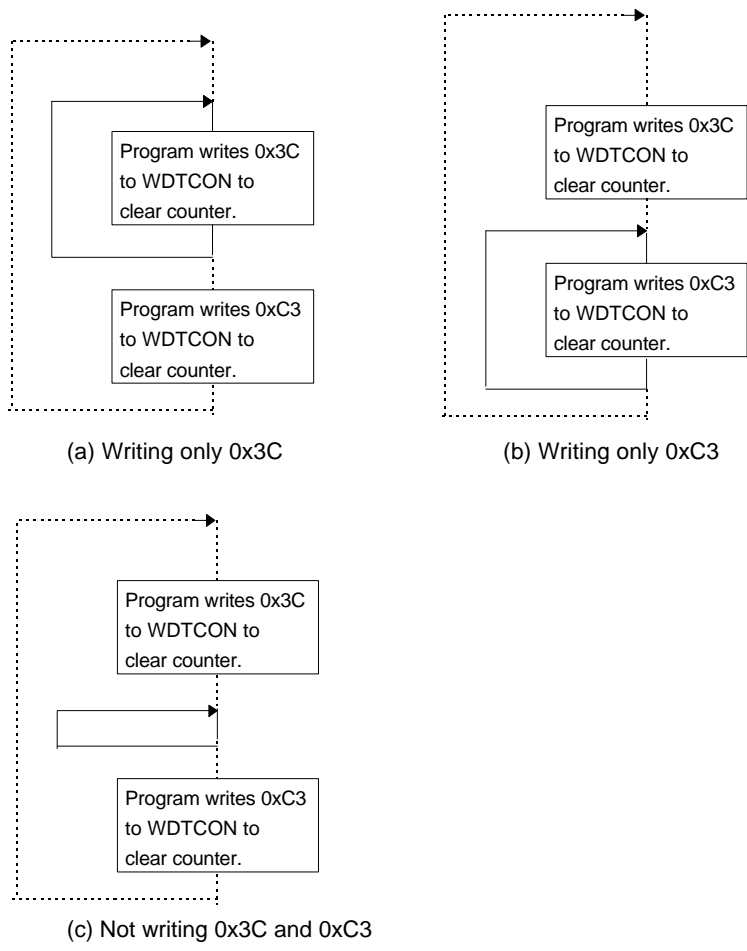 Program writes 0x3C
to WDTCON to
clear counter.
Program writes 0xC3
to WDTCON to
clear counter.
(a) Writing only 0x3C
Program writes 0x3C
to WDTCON to
clear counter.
Program writes 0xC3
to WDTCON to
clear counter.
(b) Writing only 0xC3
Program writes 0x3C
to WDTCON to
clear counter.
Program writes 0xC3
to WDTCON to
clear counter.
(c) Not writing 0x3C and 0xC3